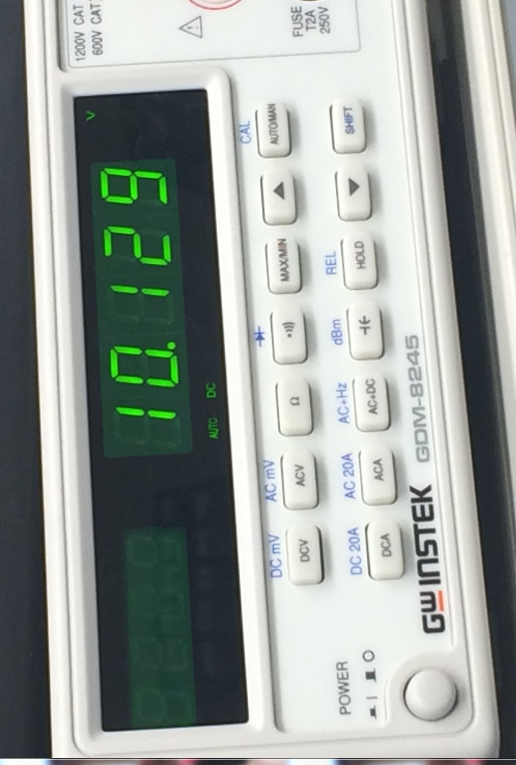 1200V CAT
600V CAT
FUSE
T2A
250V
V
10.129
AUTO DC
DC mV AC mV CAL
DCV ACV Ω MAX/MIN AUTO/MAN
DC 20A AC 20A AC+Hz dBm REL
DCA ACA AC+DC HOLD SHIFT
POWER
GWINSTEK GDM-8245